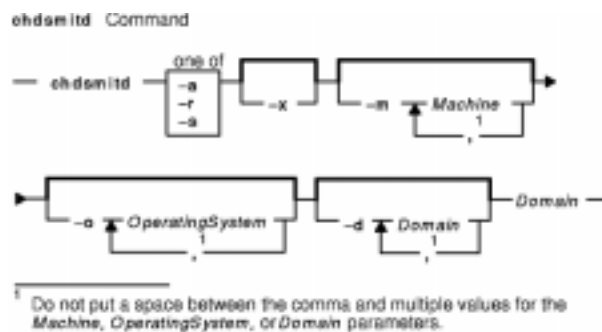 chdsmitd Command
one of
chdsmitd -a -x -m Machine
-r 1
-s ,
-o OperatingSystem -d Domain Domain
1 1
, ,
1 Do not put a space between the comma and multiple values for the
Machine, OperatingSystem, or Domain parameters.